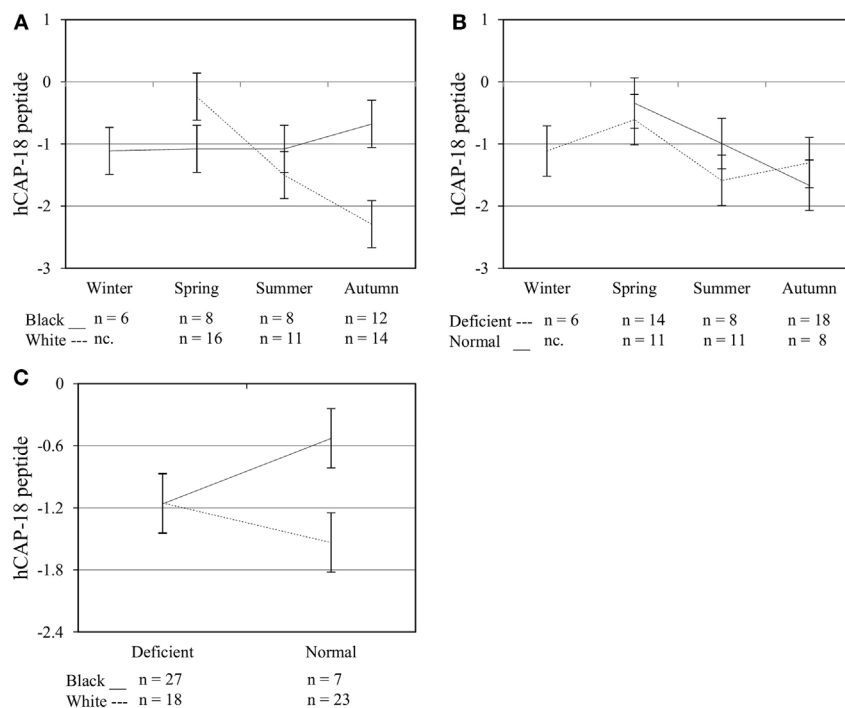 A
hCAP-18 peptide
1
0
-1
-2
-3
Winter Spring Summer Autumn
Black __ n = 6 n = 8 n = 8 n = 12
White --- nc. n = 16 n = 11 n = 14
B
hCAP-18 peptide
1
0
-1
-2
-3
Winter Spring Summer Autumn
Deficient --- n = 6 n = 14 n = 8 n = 18
Normal __ nc. n = 11 n = 11 n = 8
C
hCAP-18 peptide
0
-0.6
-1.2
-1.8
-2.4
Deficient Normal
Black __ n = 27 n = 7
White --- n = 18 n = 23